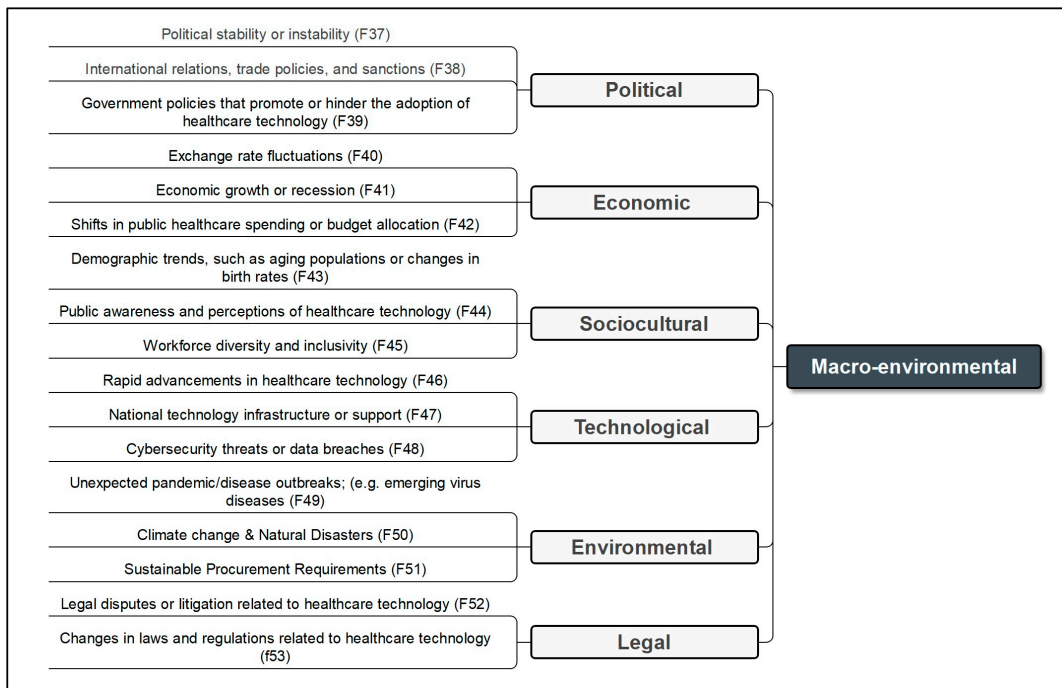 Political stability or instability (F37)
International relations, trade policies, and sanctions (F38)
Government policies that promote or hinder the adoption of
healthcare technology (F39)
Political
Exchange rate fluctuations (F40)
Economic growth or recession (F41)
Shifts in public healthcare spending or budget allocation (F42)
Economic
Demographic trends, such as aging populations or changes in
birth rates (F43)
Public awareness and perceptions of healthcare technology (F44)
Workforce diversity and inclusivity (F45)
Sociocultural
Macro-environmental
Rapid advancements in healthcare technology (F46)
National technology infrastructure or support (F47)
Cybersecurity threats or data breaches (F48)
Technological
Unexpected pandemic/disease outbreaks; (e.g. emerging virus
diseases (F49)
Climate change & Natural Disasters (F50)
Sustainable Procurement Requirements (F51)
Environmental
Legal disputes or litigation related to healthcare technology (F52)
Changes in laws and regulations related to healthcare technology
(f53)
Legal